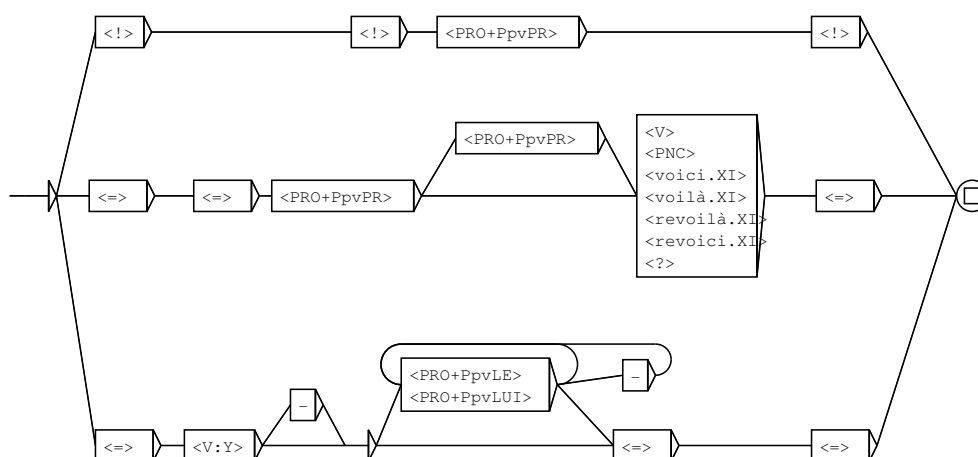 <!> <!> <PRO+PpvPR> <!>
<PRO+PpvPR>
<V>
<PNC>
<voici.XI>
<=> <=> <PRO+PpvPR> <voilà.XI> <=>
<revoilà.XI>
<revoici.XI>
<?>
<PRO+PpvLE> -
<PRO+PpvLUI>
-
<=> <V:Y> <=> <=>